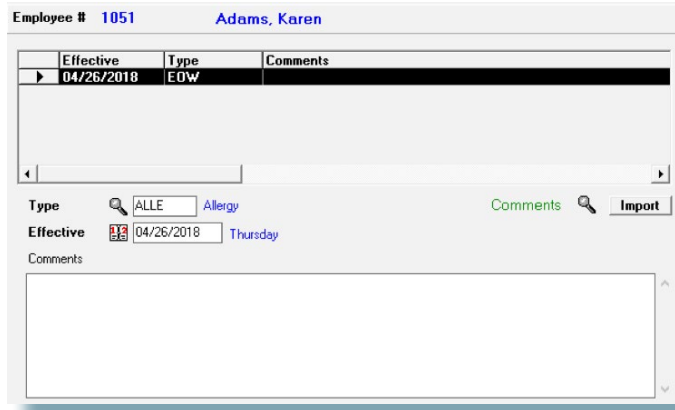 Employee # 1051 Adams, Karen
Effective Type Comments
04/26/2018 EOW
Type ALLE Allergy Comments Import
Effective 04/26/2018 Thursday
Comments